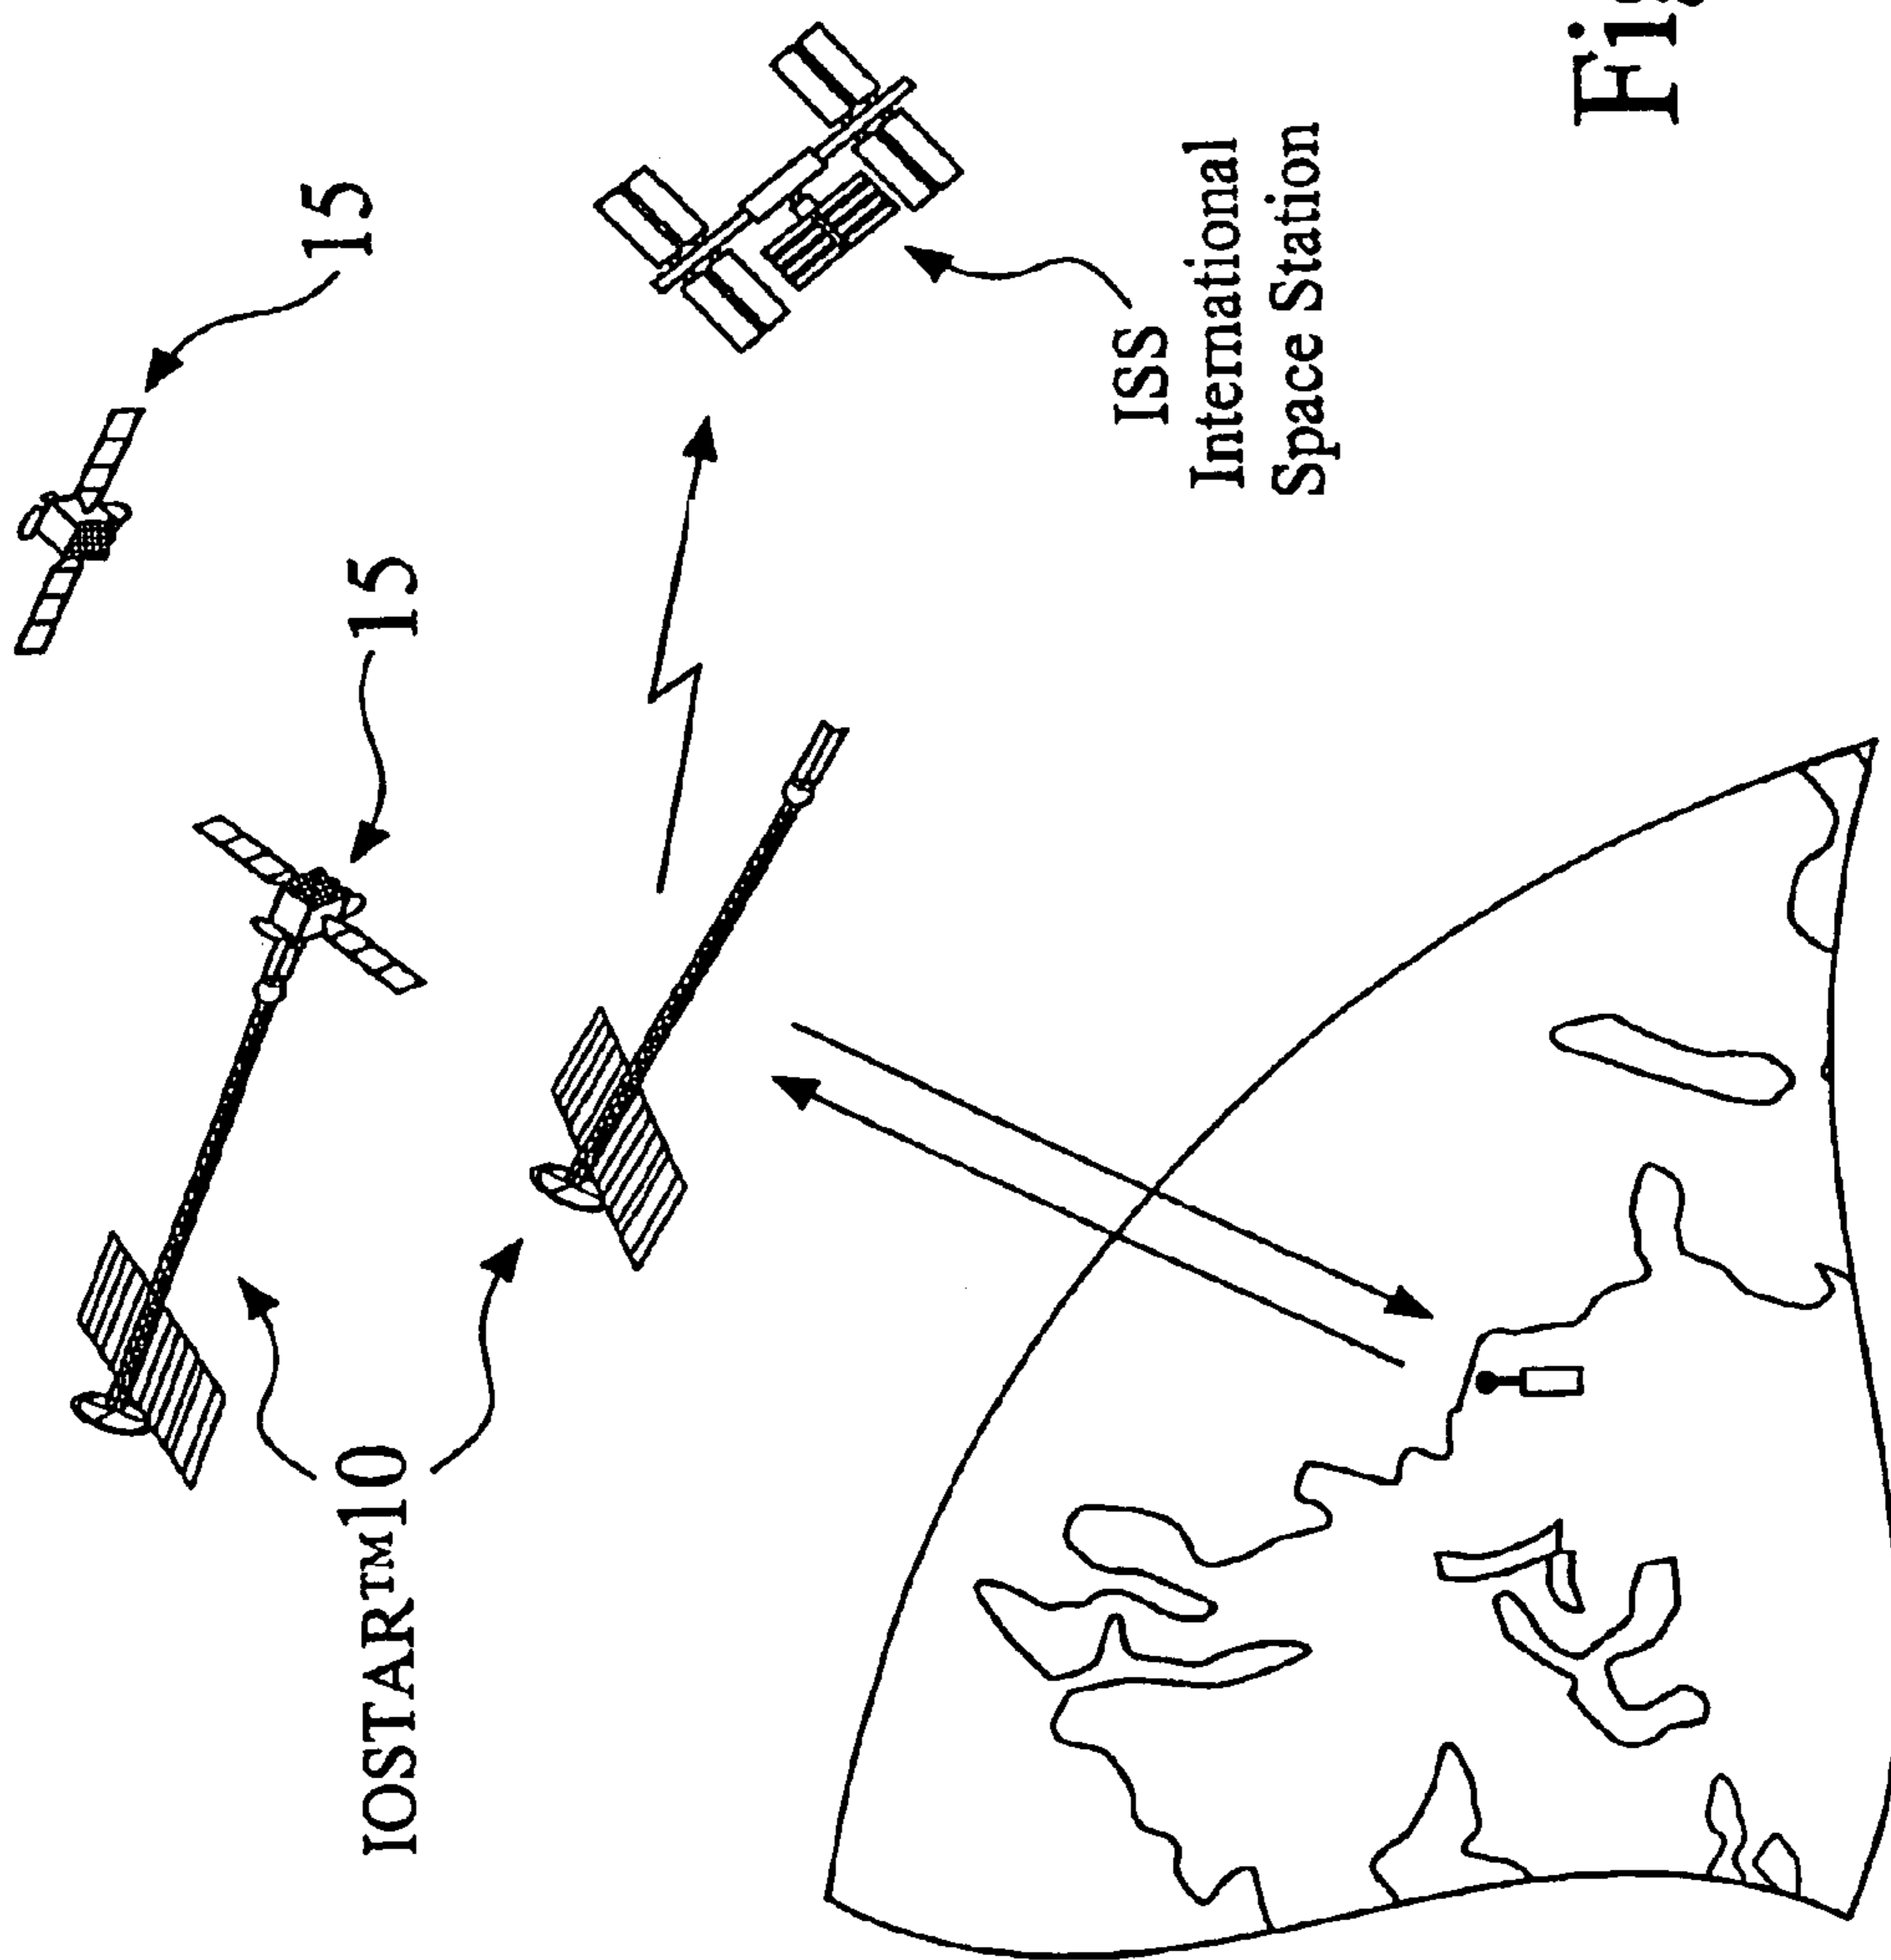 15
15
IOSTAR™10
ISS
International
Space Station